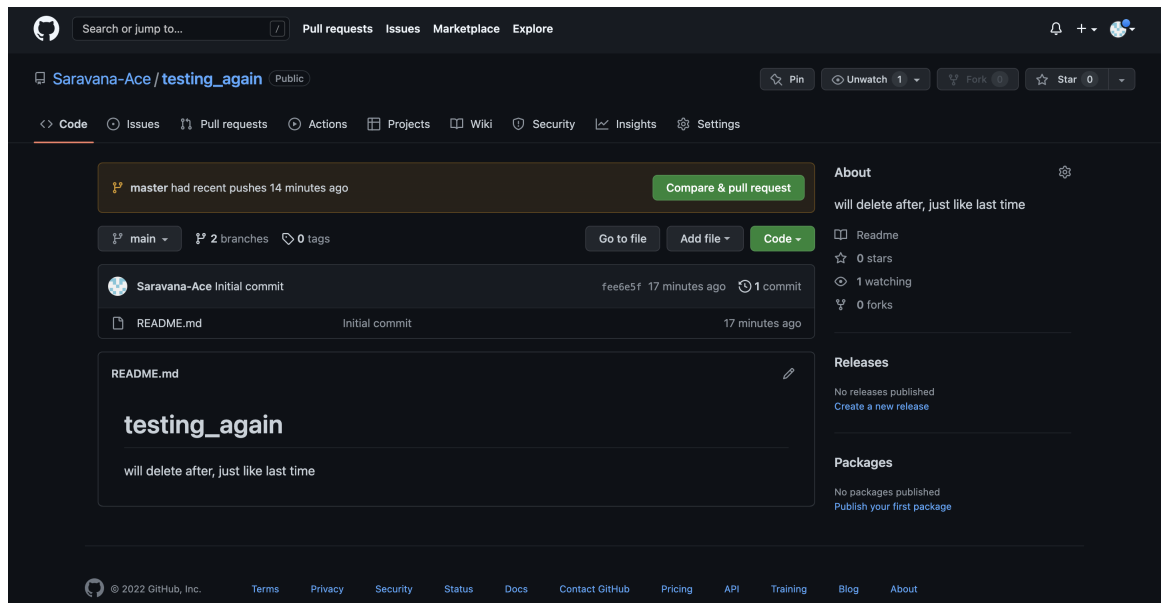 Search or jump to... / Pull requests Issues Marketplace Explore
Saravana-Ace / testing_again Public Pin Unwatch 1 Fork 0 Star 0
Code Issues Pull requests Actions Projects Wiki Security Insights Settings
master had recent pushes 14 minutes ago Compare & pull request
main 2 branches 0 tags Go to file Add file Code
Saravana-Ace Initial commit fee6e5f 17 minutes ago 1 commit
README.md Initial commit 17 minutes ago
README.md
testing_again
will delete after, just like last time
About
will delete after, just like last time
Readme
0 stars
1 watching
0 forks
Releases
No releases published
Create a new release
Packages
No packages published
Publish your first package
© 2022 GitHub, Inc. Terms Privacy Security Status Docs Contact GitHub Pricing API Training Blog About